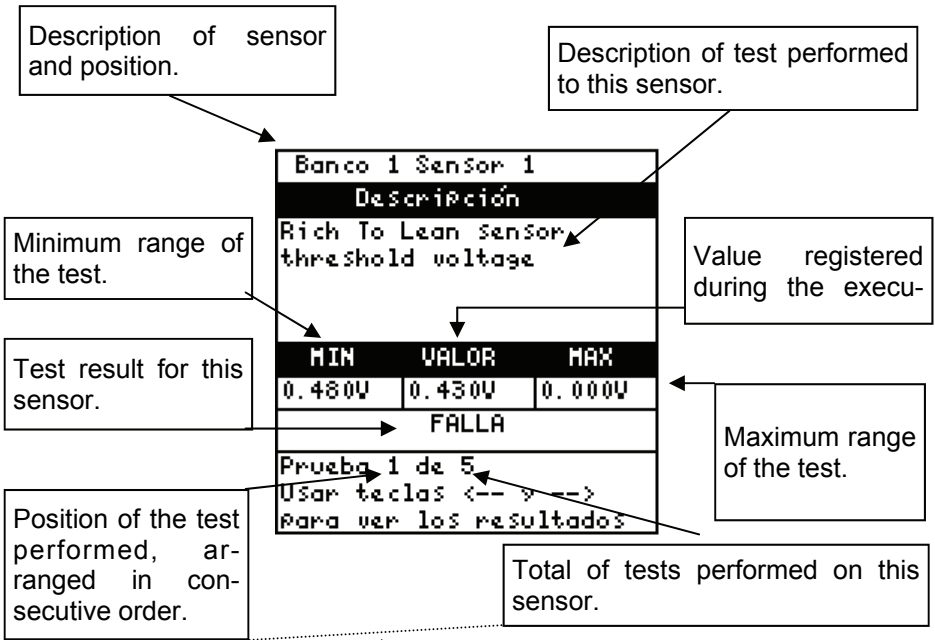 Description of sensor
and position.
Description of test performed
to this sensor.
Banco 1 Sensor 1
Descripción
Rich To Lean sensor
threshold voltage
Minimum range of
the test.
Value registered
during the execu-
MIN VALOR MAX
0.480V 0.430V 0.000V
Test result for this
sensor.
FALLA
Maximum range
of the test.
Prueba 1 de 5
Usar teclas <-- y -->
para ver los resultados
Position of the test
performed, ar-
ranged in con-
secutive order.
Total of tests performed on this
sensor.